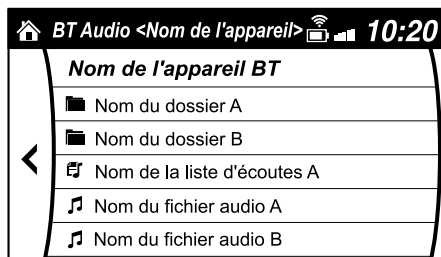 BT Audio <Nom de l'appareil> 10:20
Nom de l'appareil BT
Nom du dossier A
Nom du dossier B
Nom de la liste d'écoutes A
Nom du fichier audio A
Nom du fichier audio B